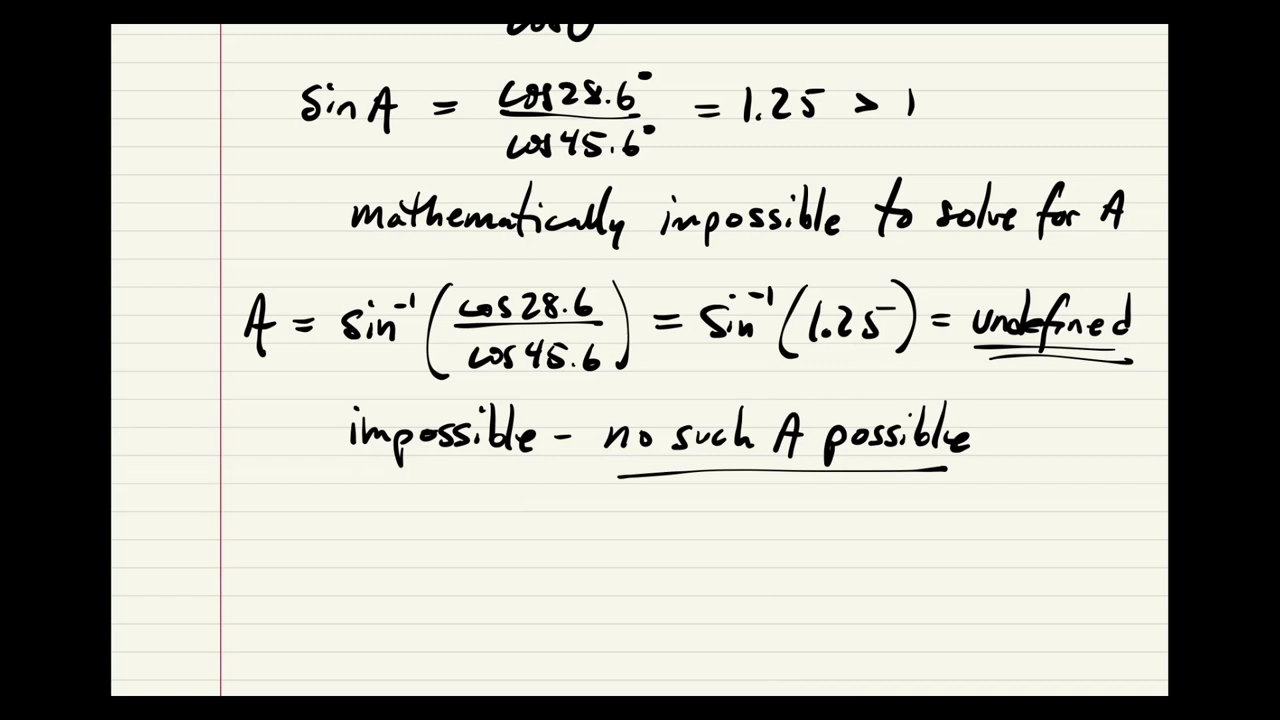 sin A = cos 28.6° / cos 45.6° = 1.25 > 1
mathematically impossible to solve for A
A = sin⁻¹ (cos 28.6 / cos 45.6) = sin⁻¹ (1.25) = undefined
impossible - no such A possible